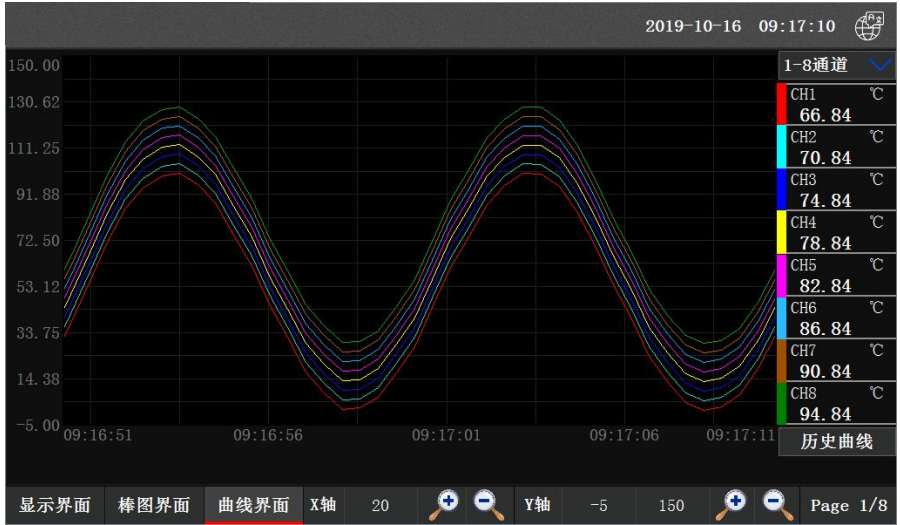 2019-10-16 09:17:10
150.00
130.62
111.25
91.88
72.50
53.12
33.75
14.38
-5.00
09:16:51 09:16:56 09:17:01 09:17:06 09:17:11
1-8通道
CH1 ℃
66.84
CH2 ℃
70.84
CH3 ℃
74.84
CH4 ℃
78.84
CH5 ℃
82.84
CH6 ℃
86.84
CH7 ℃
90.84
CH8 ℃
94.84
历史曲线
显示界面 棒图界面 曲线界面 X轴 20 Y轴 -5 150 Page 1/8